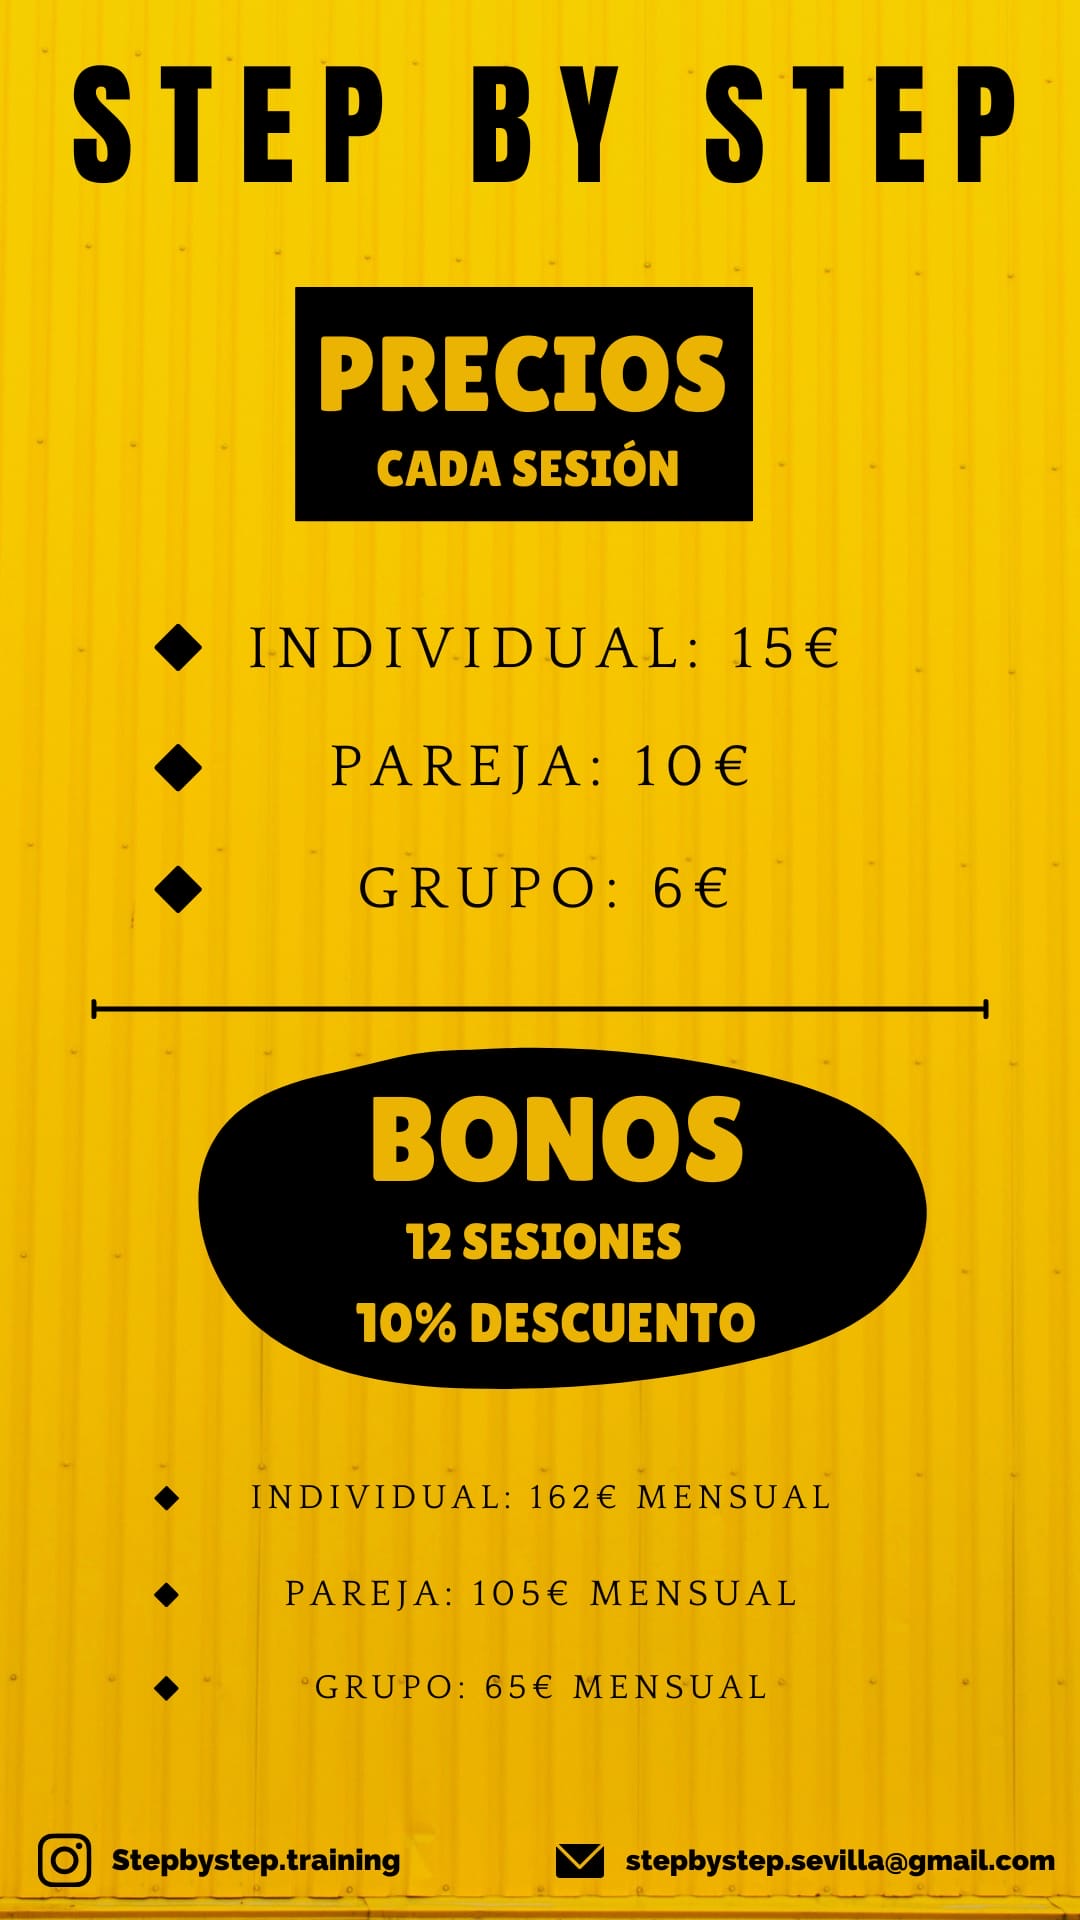 STEP BY STEP
PRECIOS
CADA SESIÓN
INDIVIDUAL: 15€
PAREJA: 10€
GRUPO: 6€
BONOS
12 SESIONES
10% DESCUENTO
INDIVIDUAL: 162€ MENSUAL
PAREJA: 105€ MENSUAL
GRUPO: 65€ MENSUAL
Stepbystep.training
stepbystep.sevilla@gmail.com